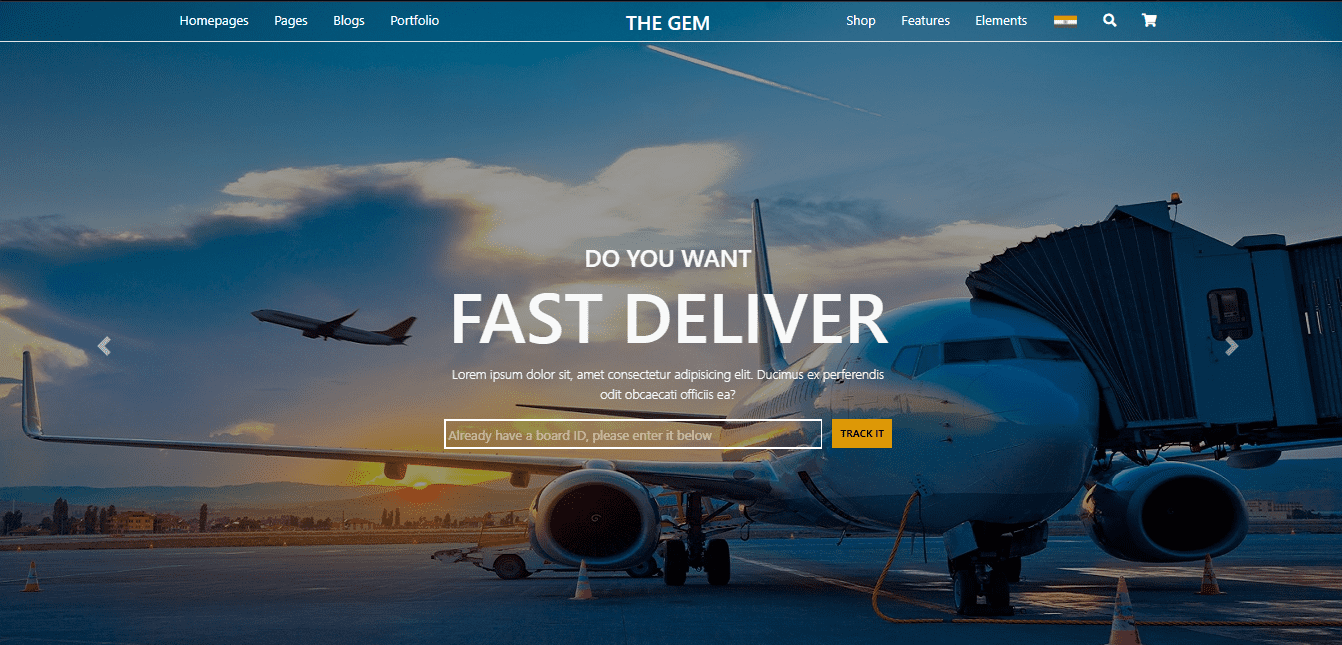 Homepages Pages Blogs Portfolio THE GEM Shop Features Elements
DO YOU WANT
FAST DELIVER
Lorem ipsum dolor sit, amet consectetur adipisicing elit. Ducimus ex perferendis
odit obcaecati officiis ea?
Already have a board ID, please enter it below TRACK IT